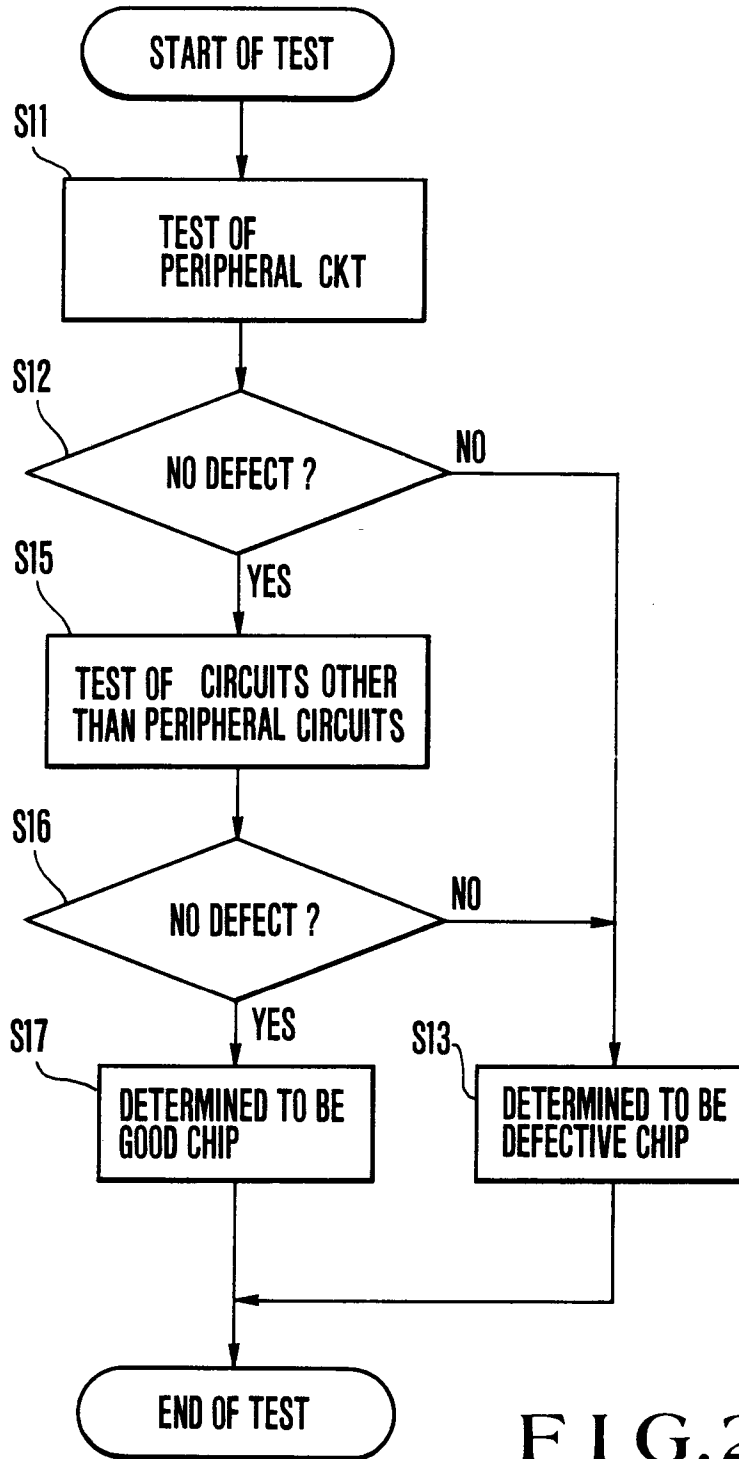 START OF TEST
S11
TEST OF
PERIPHERAL CKT
S12
NO DEFECT ?
NO
YES
S15
TEST OF CIRCUITS OTHER
THAN PERIPHERAL CIRCUITS
S16
NO DEFECT ?
NO
YES
S17
DETERMINED TO BE
GOOD CHIP
S13
DETERMINED TO BE
DEFECTIVE CHIP
END OF TEST
FIG.2